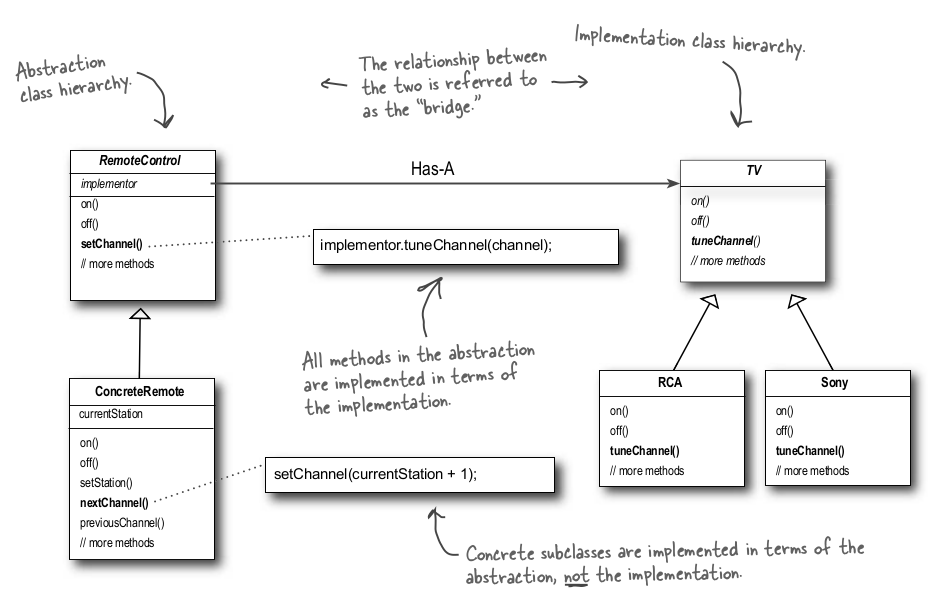 Abstraction
class hierarchy.
The relationship between
the two is referred to
as the "bridge."
Implementation class hierarchy.
RemoteControl
implementor
on()
off()
setChannel()
// more methods
Has-A
TV
on()
off()
tuneChannel()
// more methods
implementor.tuneChannel(channel);
All methods in the abstraction
are implemented in terms of
the implementation.
ConcreteRemote
currentStation
on()
off()
setStation()
nextChannel()
previousChannel()
// more methods
setChannel(currentStation + 1);
RCA
on()
off()
tuneChannel()
// more methods
Sony
on()
off()
tuneChannel()
// more methods
Concrete subclasses are implemented in terms of the
abstraction, not the implementation.